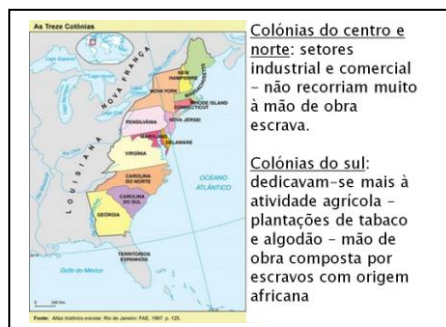 As Treze Colônias
NOVA FRANÇA
NEW HAMPSHIRE
MASSACHUSETTS
NOVA YORK
RHODE ISLAND
CONNECTICUT
PENSILVÂNIA
NOVA JÉRSEI
MARYLAND
DELAWARE
VIRGÍNIA
LOUISIANA
CAROLINA DO NORTE
CAROLINA DO SUL
GEÓRGIA
OCEANO
ATLÂNTICO
TERRITÓRIOS
ESPANHÓIS
Golfo do México
Fonte: Atlas histórico escolar. Rio de Janeiro: FAE, 1997. p. 125.
Colónias do centro e
norte: setores
industrial e comercial
– não recorriam muito
à mão de obra
escrava.
Colónias do sul:
dedicavam-se mais à
atividade agrícola –
plantações de tabaco
e algodão – mão de
obra composta por
escravos com origem
africana